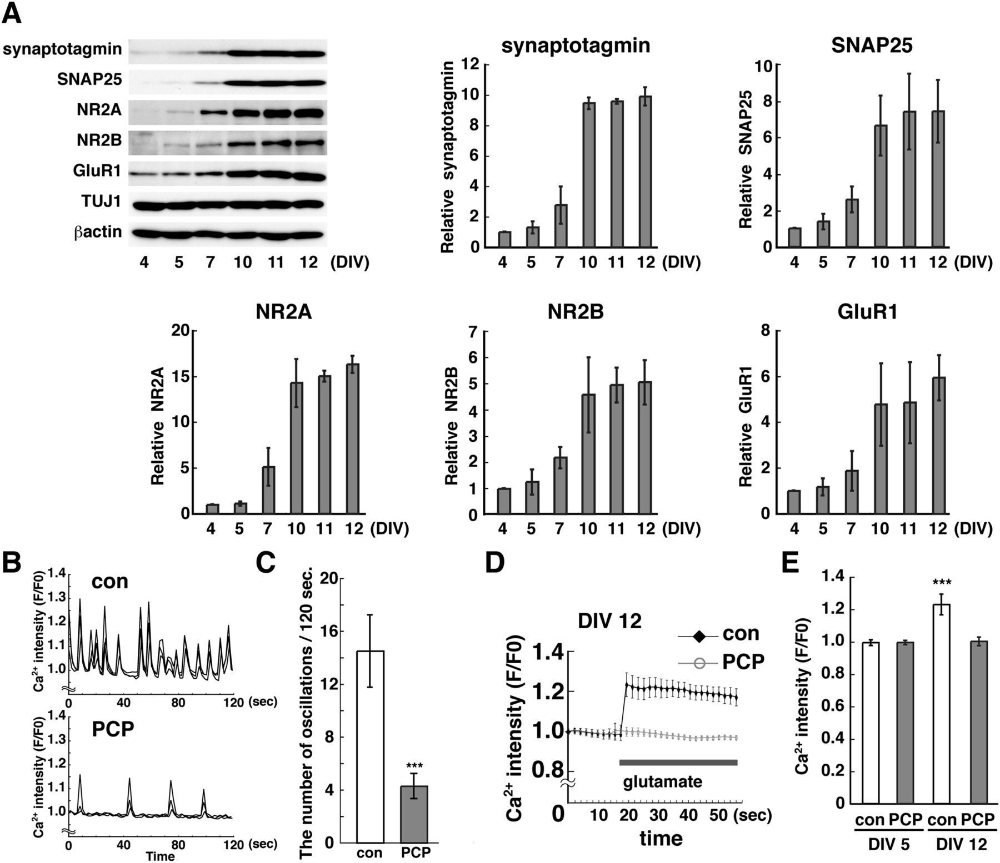 A
synaptotagmin
SNAP25
NR2A
NR2B
GluR1
TUJ1
βactin
4 5 7 10 11 12 (DIV)
synaptotagmin
Relative synaptotagmin
12
10
8
6
4
2
0
4 5 7 10 11 12 (DIV)
SNAP25
Relative SNAP25
10
8
6
4
2
0
4 5 7 10 11 12 (DIV)
NR2A
Relative NR2A
20
15
10
5
0
4 5 7 10 11 12 (DIV)
NR2B
Relative NR2B
7
6
5
4
3
2
1
0
4 5 7 10 11 12 (DIV)
GluR1
Relative GluR1
8
6
4
2
0
4 5 7 10 11 12 (DIV)
B
con
Ca2+ intensity (F/F0)
1.4
1.3
1.2
1.1
1.0
0 40 80 120 (sec)
PCP
Ca2+ intensity (F/F0)
1.4
1.3
1.2
1.1
1.0
0 40 80 120 (sec)
Time
C
The number of oscillations / 120 sec.
20
16
12
8
4
0
***
con PCP
D
DIV 12
con
PCP
Ca2+ intensity (F/F0)
1.4
1.2
1.0
0.8
glutamate
0 10 20 30 40 50 (sec)
time
E
Ca2+ intensity (F/F0)
1.4
1.2
1.0
0.8
0.6
0.4
0.2
0
***
con PCP con PCP
DIV 5 DIV 12